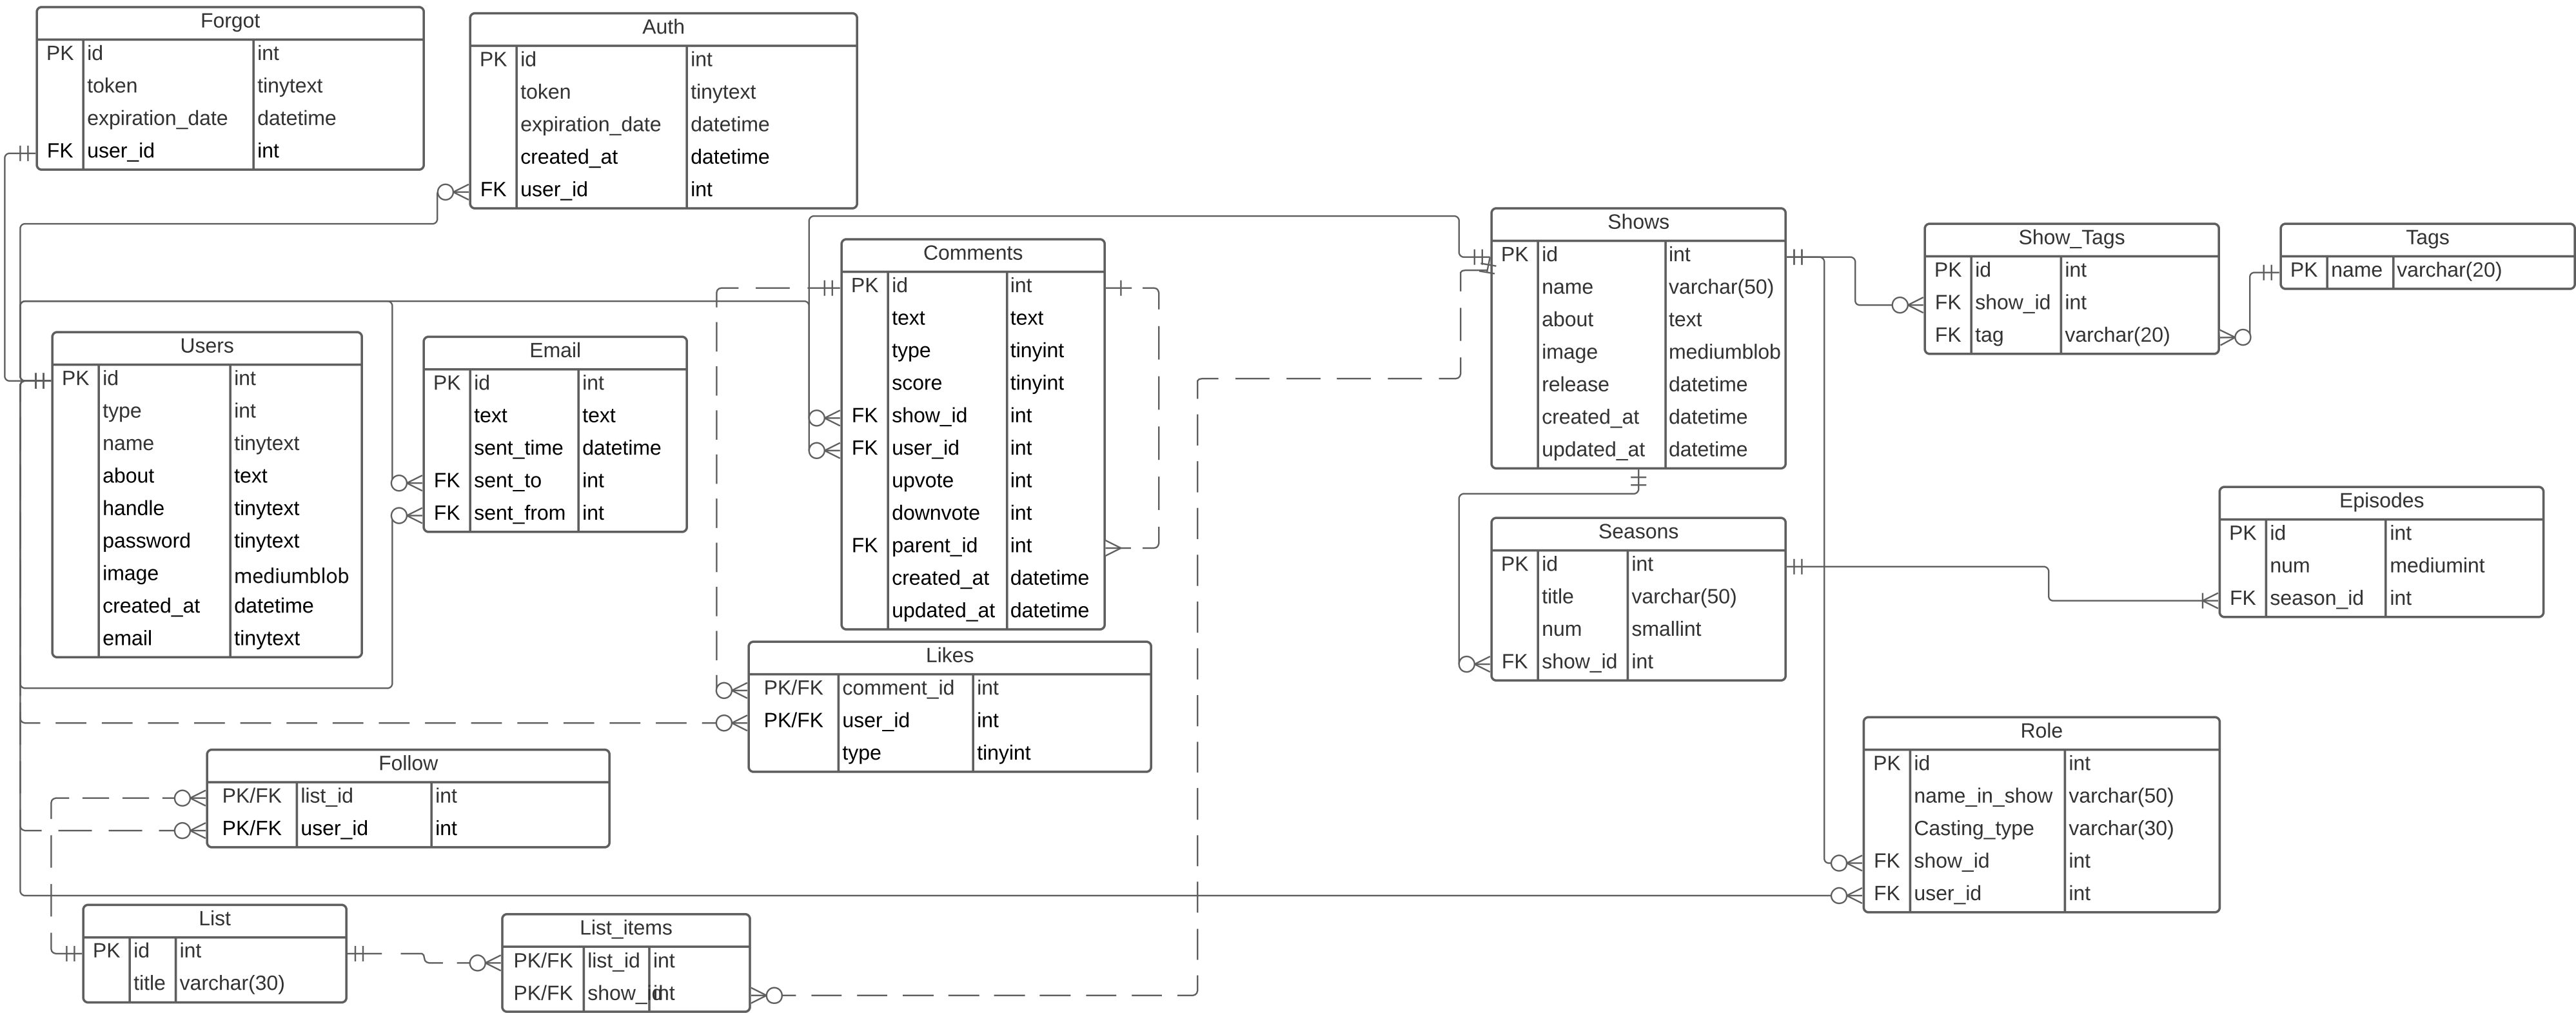 Forgot
PK id int
token tinytext
expiration_date datetime
FK user_id int
Auth
PK id int
token tinytext
expiration_date datetime
created_at datetime
FK user_id int
Users
PK id int
type int
name tinytext
about text
handle tinytext
password tinytext
image mediumblob
created_at datetime
email tinytext
Email
PK id int
text text
sent_time datetime
FK sent_to int
FK sent_from int
Comments
PK id int
text text
type tinyint
score tinyint
FK show_id int
FK user_id int
upvote int
downvote int
FK parent_id int
created_at datetime
updated_at datetime
Shows
PK id int
name varchar(50)
about text
image mediumblob
release datetime
created_at datetime
updated_at datetime
Show_Tags
PK id int
FK show_id int
FK tag varchar(20)
Tags
PK name varchar(20)
Seasons
PK id int
title varchar(50)
num smallint
FK show_id int
Episodes
PK id int
num mediumint
FK season_id int
Likes
PK/FK comment_id int
PK/FK user_id int
type tinyint
Follow
PK/FK list_id int
PK/FK user_id int
Role
PK id int
name_in_show varchar(50)
Casting_type varchar(30)
FK show_id int
FK user_id int
List
PK id int
title varchar(30)
List_items
PK/FK list_id int
PK/FK show_id int